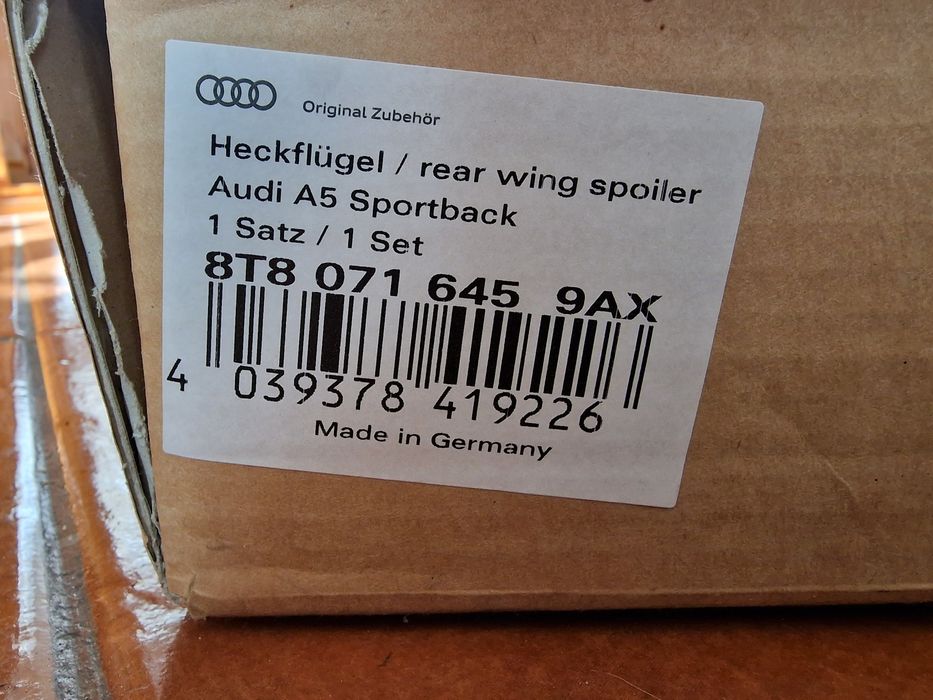 Original Zubehör
Heckflügel / rear wing spoiler
Audi A5 Sportback
1 Satz / 1 Set
8T8 071 645 9AX
4 039378 419226
Made in Germany